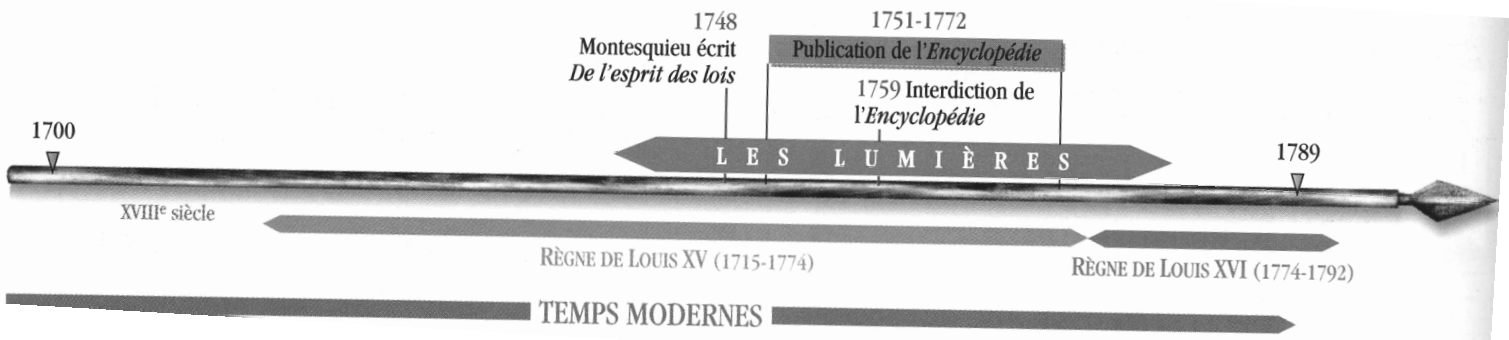 1748
Montesquieu écrit
De l'esprit des lois
1751-1772
Publication de l'Encyclopédie
1759 Interdiction de
l'Encyclopédie
1700
LES LUMIÈRES
1789
XVIIIe siècle
RÈGNE DE LOUIS XV (1715-1774)
RÈGNE DE LOUIS XVI (1774-1792)
TEMPS MODERNES